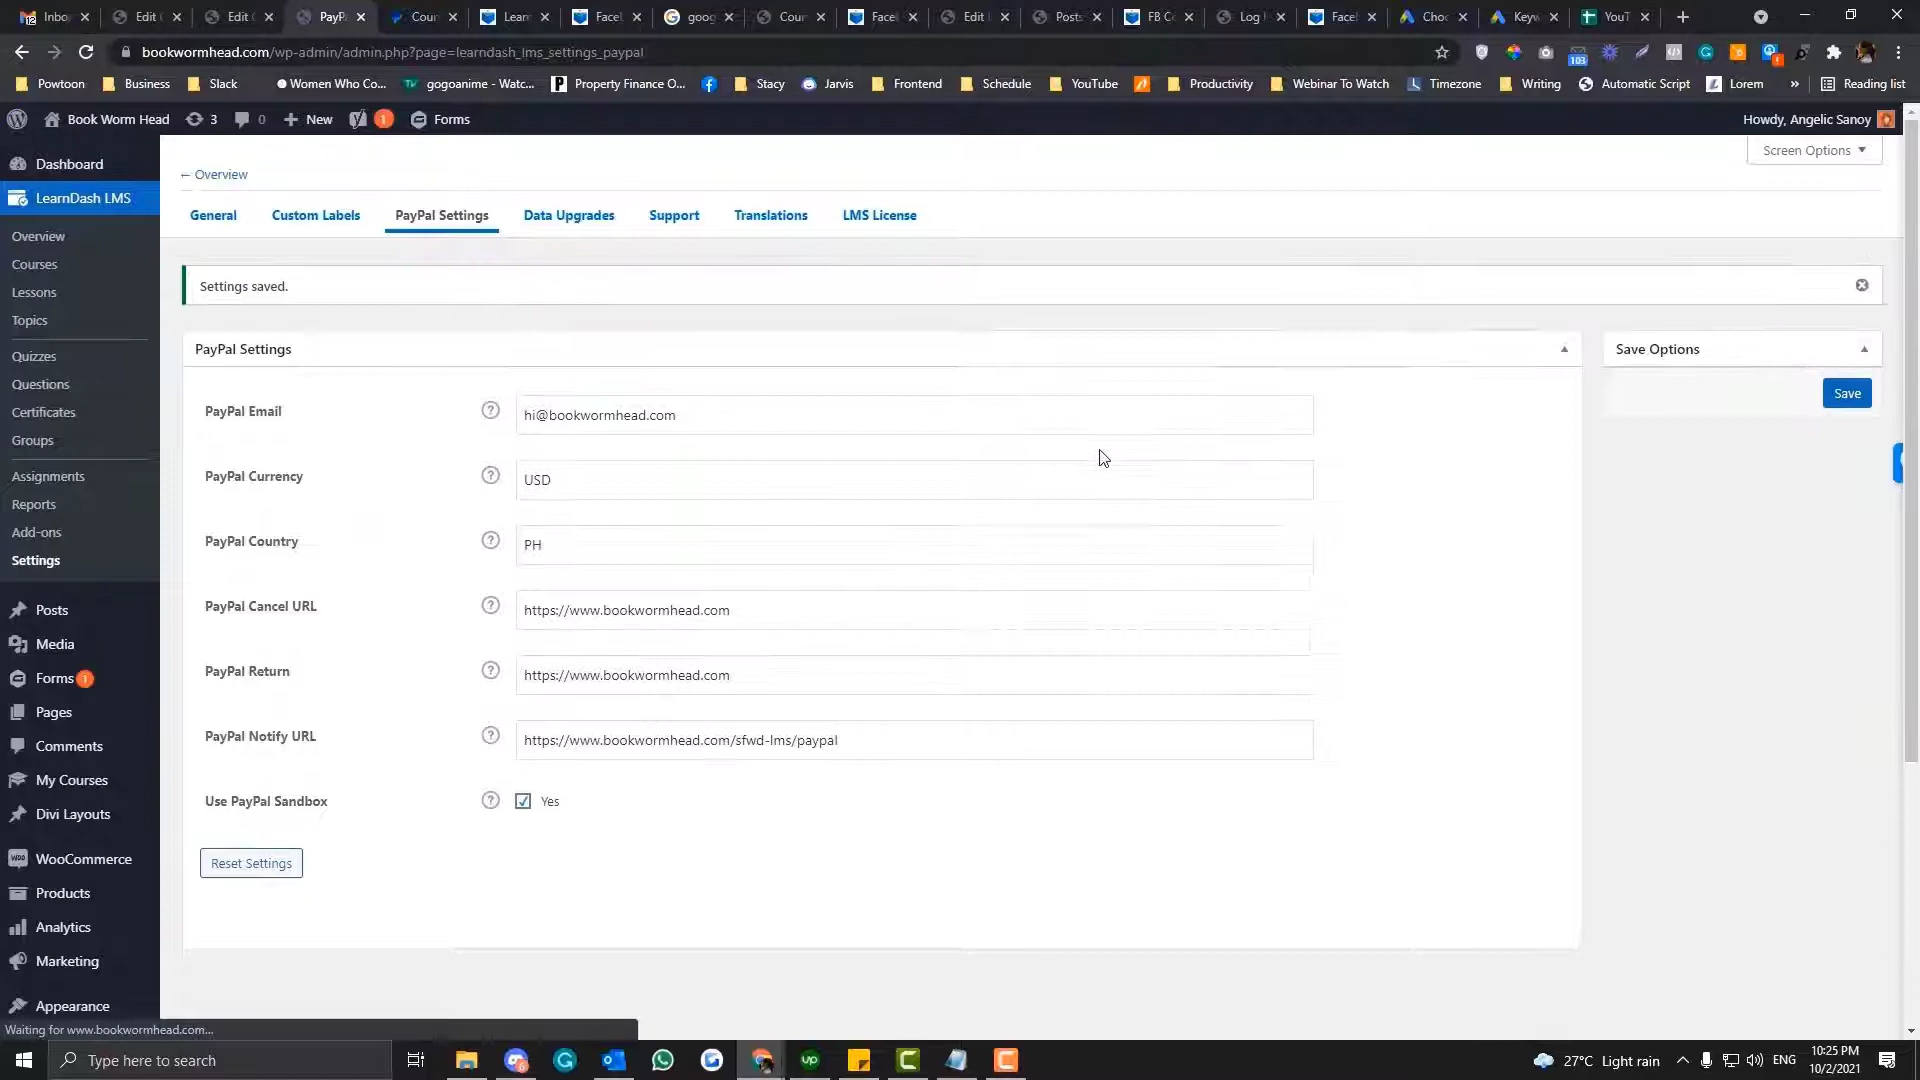 12 Inbo
Edit
Edit
PayP
Cour
Learn
Facel
goog
Cour
Facel
Edit
Posts
FB C
Log I
Facel
Choc
Keyw
YouT
bookwormhead.com/wp-admin/admin.php?page=learndash_lms_settings_paypal
103
Powtoon
Business
Slack
Women Who Co...
gogoanime - Watc...
Property Finance O...
Stacy
Jarvis
Frontend
Schedule
YouTube
Productivity
Webinar To Watch
Timezone
Writing
Automatic Script
Lorem
»
Reading list
Book Worm Head
3
0
New
1
Forms
Howdy, Angelic Sanoy
Screen Options
Dashboard
LearnDash LMS
Overview
Courses
Lessons
Topics
Quizzes
Questions
Certificates
Groups
Assignments
Reports
Add-ons
Settings
Posts
Media
Forms 1
Pages
Comments
My Courses
Divi Layouts
WooCommerce
Products
Analytics
Marketing
Appearance
← Overview
General
Custom Labels
PayPal Settings
Data Upgrades
Support
Translations
LMS License
Settings saved.
PayPal Settings
PayPal Email
hi@bookwormhead.com
PayPal Currency
USD
PayPal Country
PH
PayPal Cancel URL
https://www.bookwormhead.com
PayPal Return
https://www.bookwormhead.com
PayPal Notify URL
https://www.bookwormhead.com/sfwd-lms/paypal
Use PayPal Sandbox
Yes
Reset Settings
Save Options
Save
Waiting for www.bookwormhead.com...
Type here to search
27°C Light rain
ENG
10:25 PM
10/2/2021